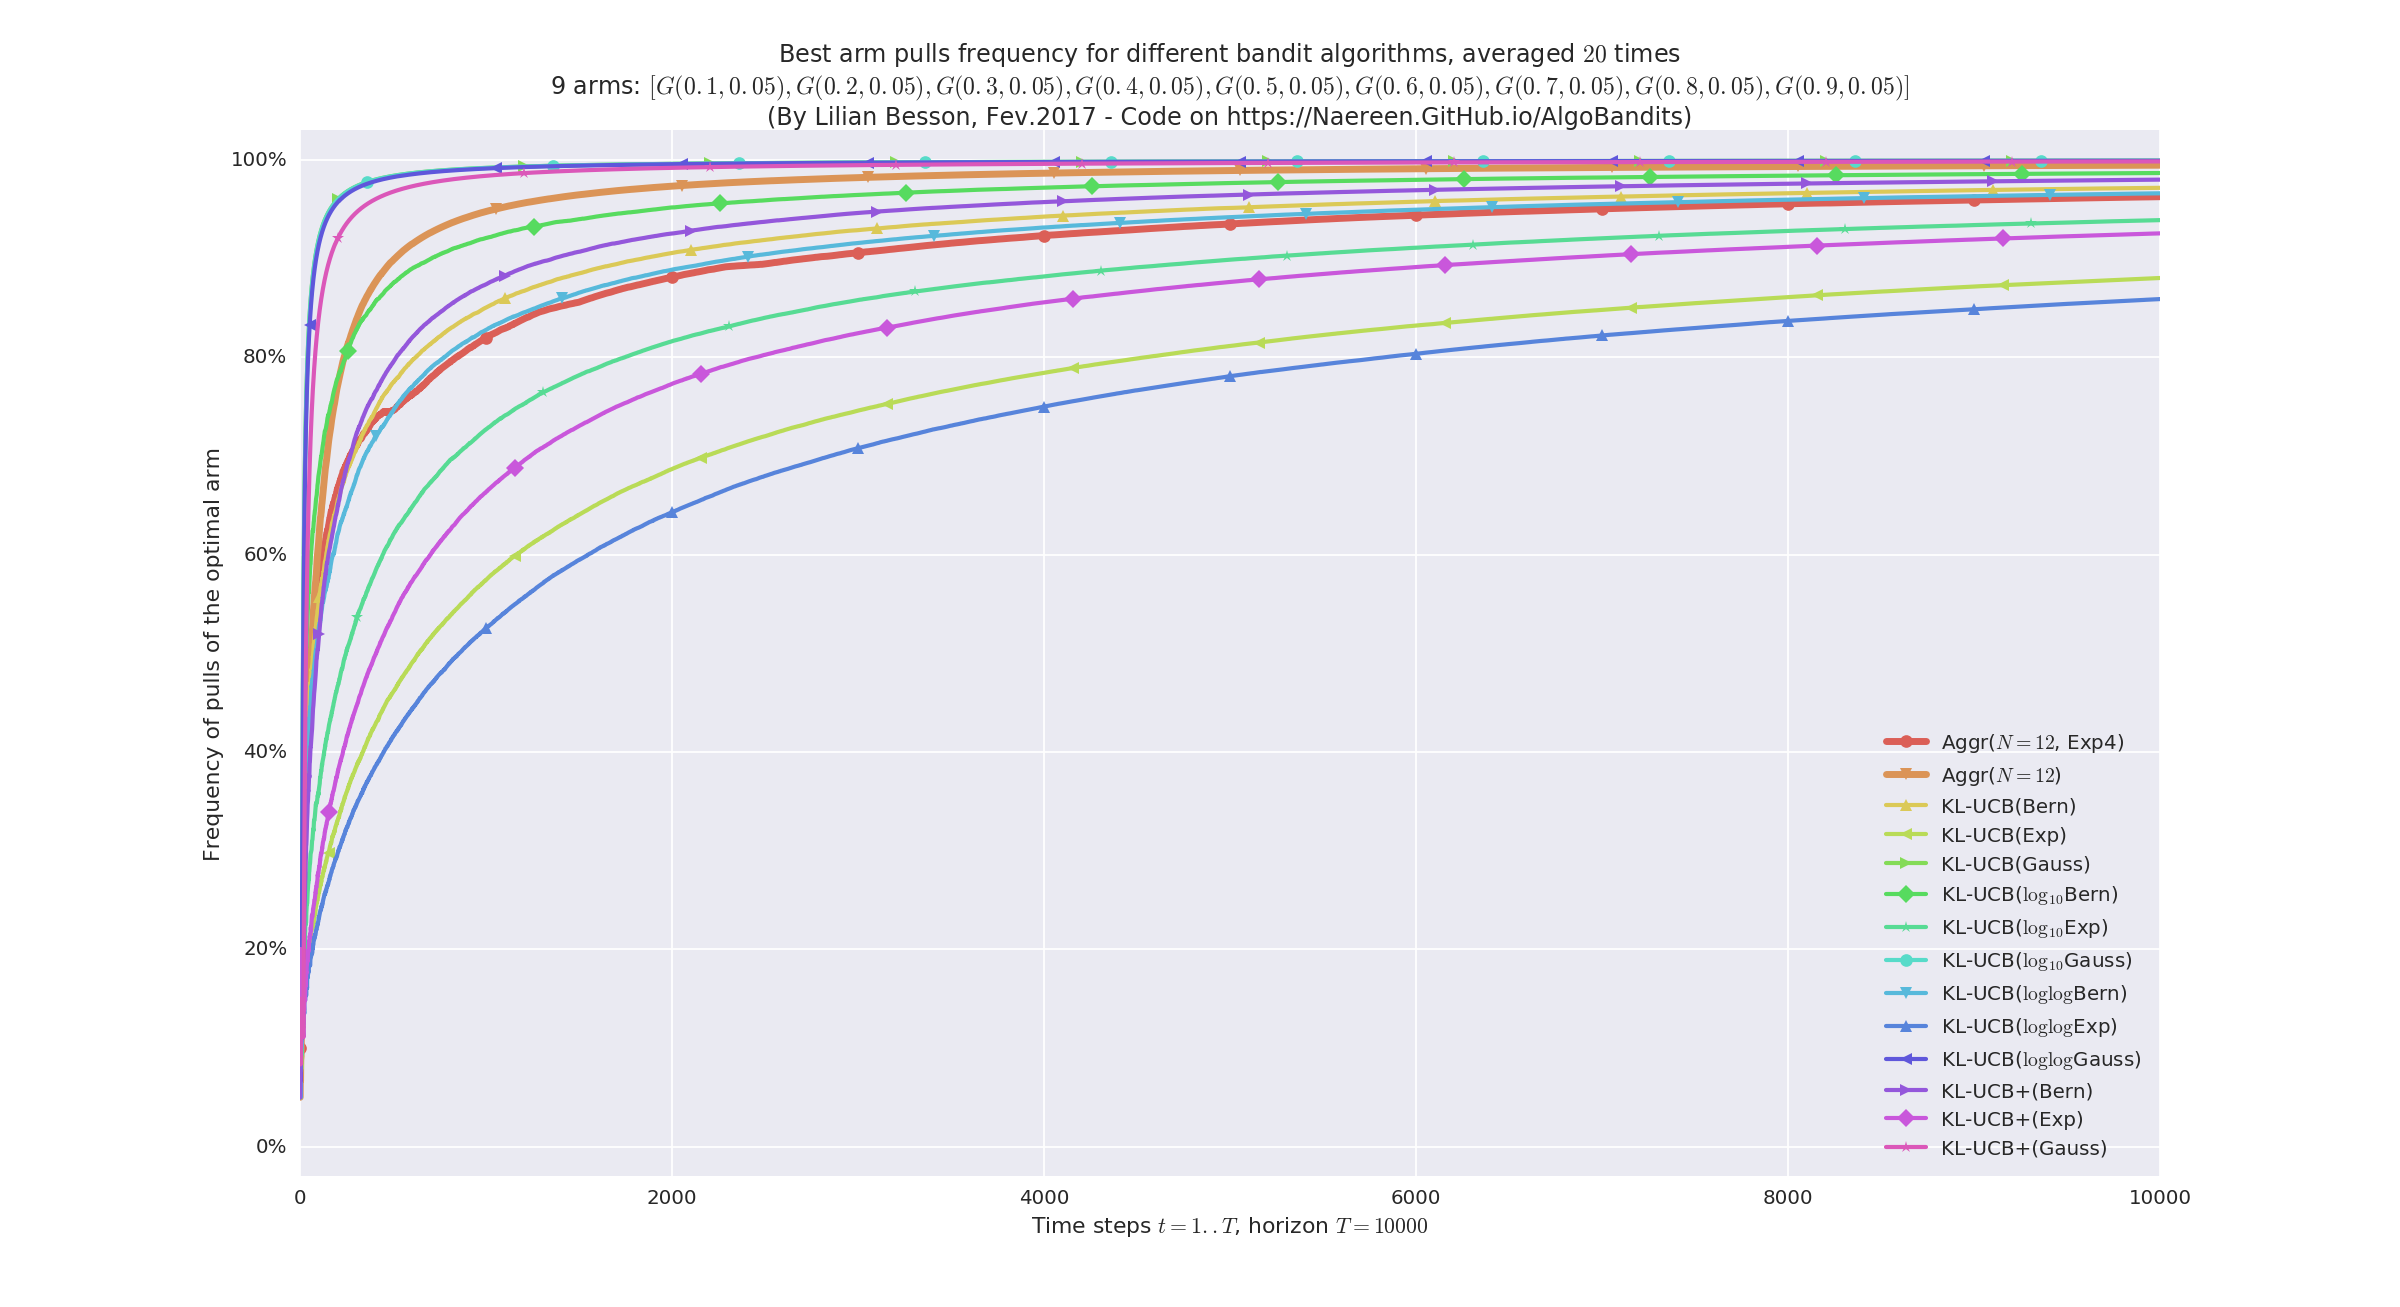 Best arm pulls frequency for different bandit algorithms, averaged 20 times
9 arms: [G(0.1, 0.05), G(0.2, 0.05), G(0.3, 0.05), G(0.4, 0.05), G(0.5, 0.05), G(0.6, 0.05), G(0.7, 0.05), G(0.8, 0.05), G(0.9, 0.05)]
(By Lilian Besson, Fev.2017 - Code on https://Naereen.GitHub.io/AlgoBandits)
Frequency of pulls of the optimal arm
100%
80%
60%
40%
20%
0%
Aggr(N = 12, Exp4)
Aggr(N = 12)
KL-UCB(Bern)
KL-UCB(Exp)
KL-UCB(Gauss)
KL-UCB(log₁₀Bern)
KL-UCB(log₁₀Exp)
KL-UCB(log₁₀Gauss)
KL-UCB(loglogBern)
KL-UCB(loglogExp)
KL-UCB(loglogGauss)
KL-UCB+(Bern)
KL-UCB+(Exp)
KL-UCB+(Gauss)
0 2000 4000 6000 8000 10000
Time steps t = 1..T, horizon T = 10000